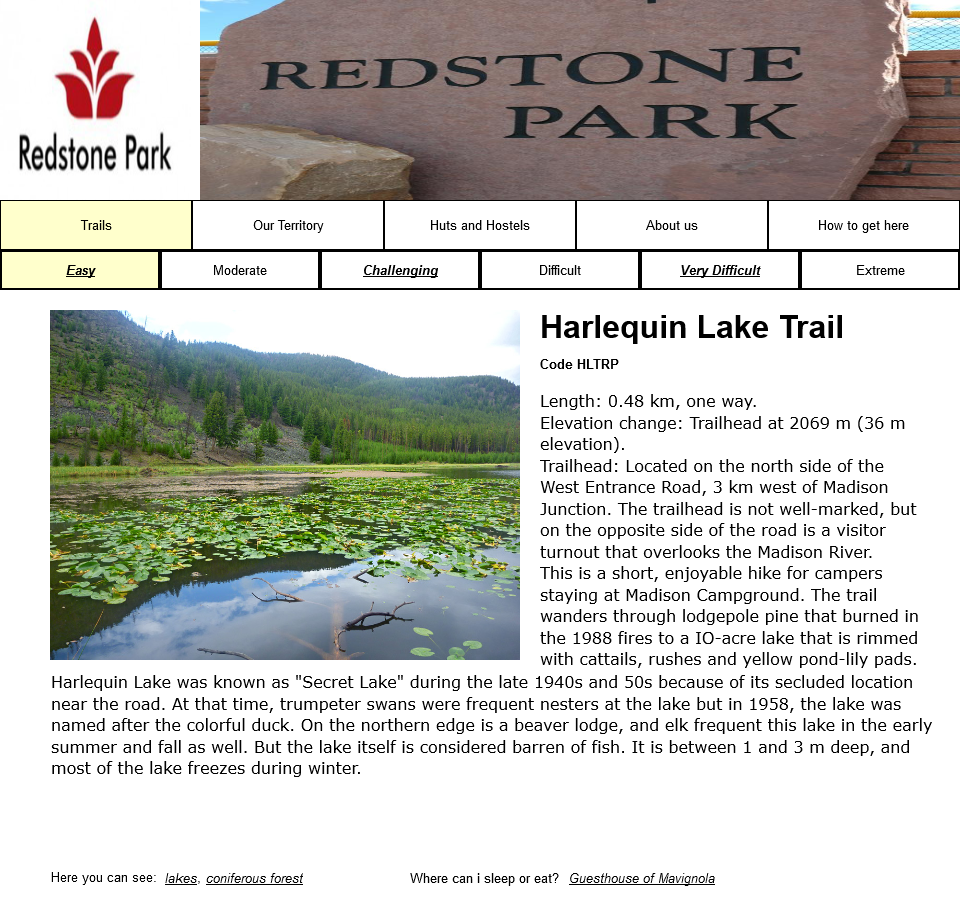 REDSTONE
PARK
Redstone Park
Trails
Our Territory
Huts and Hostels
About us
How to get here
Easy
Moderate
Challenging
Difficult
Very Difficult
Extreme
Harlequin Lake Trail
Code HLTRP
Length: 0.48 km, one way.
Elevation change: Trailhead at 2069 m (36 m
elevation).
Trailhead: Located on the north side of the
West Entrance Road, 3 km west of Madison
Junction. The trailhead is not well-marked, but
on the opposite side of the road is a visitor
turnout that overlooks the Madison River.
This is a short, enjoyable hike for campers
staying at Madison Campground. The trail
wanders through lodgepole pine that burned in
the 1988 fires to a IO-acre lake that is rimmed
with cattails, rushes and yellow pond-lily pads.
Harlequin Lake was known as "Secret Lake" during the late 1940s and 50s because of its secluded location
near the road. At that time, trumpeter swans were frequent nesters at the lake but in 1958, the lake was
named after the colorful duck. On the northern edge is a beaver lodge, and elk frequent this lake in the early
summer and fall as well. But the lake itself is considered barren of fish. It is between 1 and 3 m deep, and
most of the lake freezes during winter.
Here you can see: lakes, coniferous forest
Where can i sleep or eat? Guesthouse of Mavignola